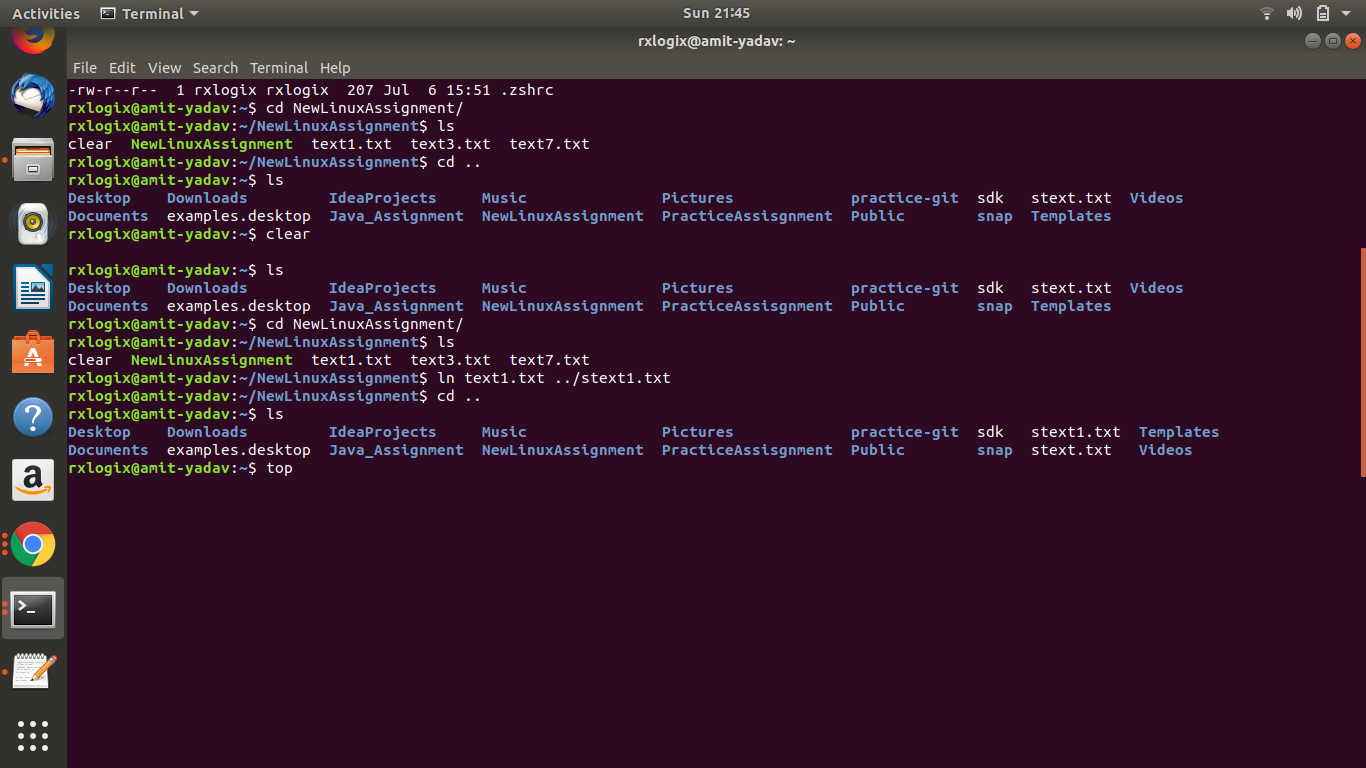 Activities Terminal Sun 21:45
rxlogix@amit-yadav: ~
File Edit View Search Terminal Help
-rw-r--r--  1 rxlogix rxlogix  207 Jul  6 15:51 .zshrc
rxlogix@amit-yadav:~$ cd NewLinuxAssignment/
rxlogix@amit-yadav:~/NewLinuxAssignment$ ls
clear  NewLinuxAssignment  text1.txt  text3.txt  text7.txt
rxlogix@amit-yadav:~/NewLinuxAssignment$ cd ..
rxlogix@amit-yadav:~$ ls
Desktop    Downloads         IdeaProjects     Music               Pictures             practice-git  sdk   stext.txt  Videos
Documents  examples.desktop  Java_Assignment  NewLinuxAssignment  PracticeAssisgnment  Public        snap  Templates
rxlogix@amit-yadav:~$ clear
rxlogix@amit-yadav:~$ ls
Desktop    Downloads         IdeaProjects     Music               Pictures             practice-git  sdk   stext.txt  Videos
Documents  examples.desktop  Java_Assignment  NewLinuxAssignment  PracticeAssisgnment  Public        snap  Templates
rxlogix@amit-yadav:~$ cd NewLinuxAssignment/
rxlogix@amit-yadav:~/NewLinuxAssignment$ ls
clear  NewLinuxAssignment  text1.txt  text3.txt  text7.txt
rxlogix@amit-yadav:~/NewLinuxAssignment$ ln text1.txt ../stext1.txt
rxlogix@amit-yadav:~/NewLinuxAssignment$ cd ..
rxlogix@amit-yadav:~$ ls
Desktop    Downloads         IdeaProjects     Music               Pictures             practice-git  sdk   stext1.txt  Templates
Documents  examples.desktop  Java_Assignment  NewLinuxAssignment  PracticeAssisgnment  Public        snap  stext.txt   Videos
rxlogix@amit-yadav:~$ top